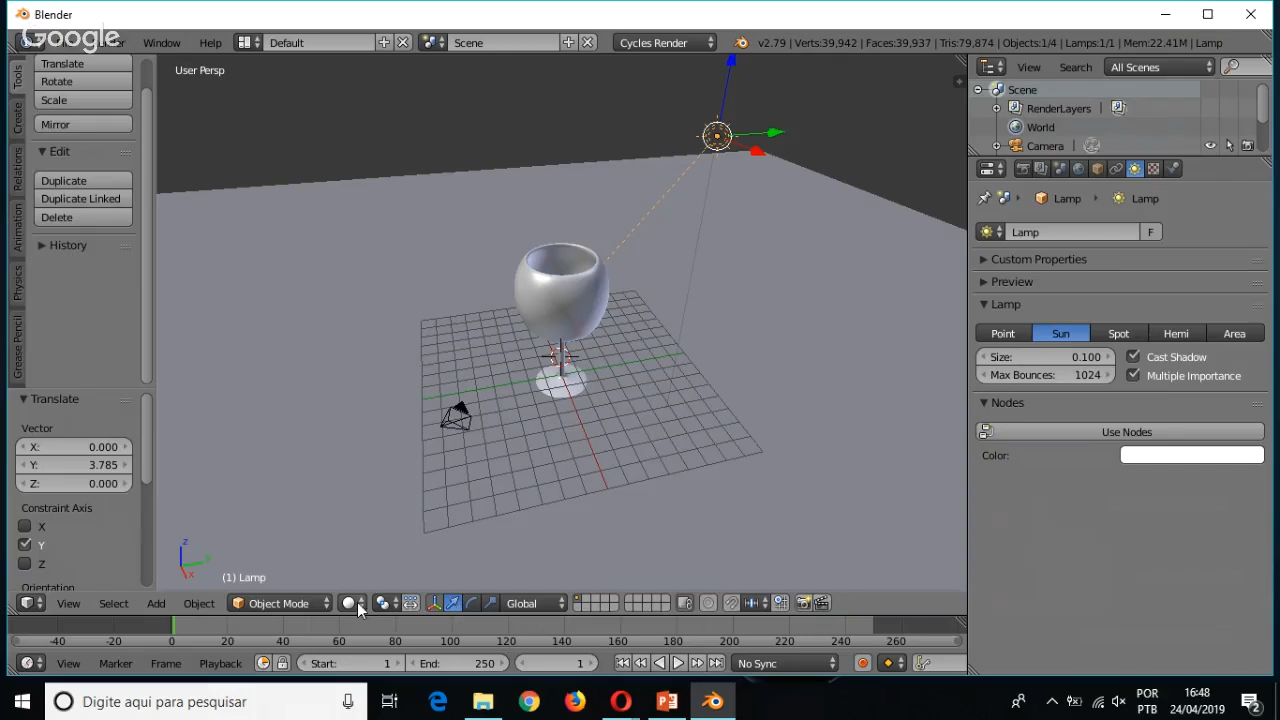 Blender
Google
Window Help Default Scene Cycles Render v2.79 | Verts:39,942 | Faces:39,937 | Tris:79,874 | Objects:1/4 | Lamps:1/1 | Mem:22.41M | Lamp
Tools
Create
Relations
Animation
Physics
Grease Pencil
Translate
Rotate
Scale
Mirror
Edit
Duplicate
Duplicate Linked
Delete
History
Translate
Vector
X: 0.000
Y: 3.785
Z: 0.000
Constraint Axis
X
Y
Z
Orientation
User Persp
z
x
(1) Lamp
View Select Add Object Object Mode Global
-40 -20 0 20 40 60 80 100 120 140 160 180 200 220 240 260
View Marker Frame Playback Start: 1 End: 250 1 No Sync
View Search All Scenes
Scene
RenderLayers
World
Camera
Lamp Lamp
Lamp F
Custom Properties
Preview
Lamp
Point Sun Spot Hemi Area
Size: 0.100 Cast Shadow
Max Bounces: 1024 Multiple Importance
Nodes
Use Nodes
Color:
Digite aqui para pesquisar
POR
PTB
16:48
24/04/2019
2